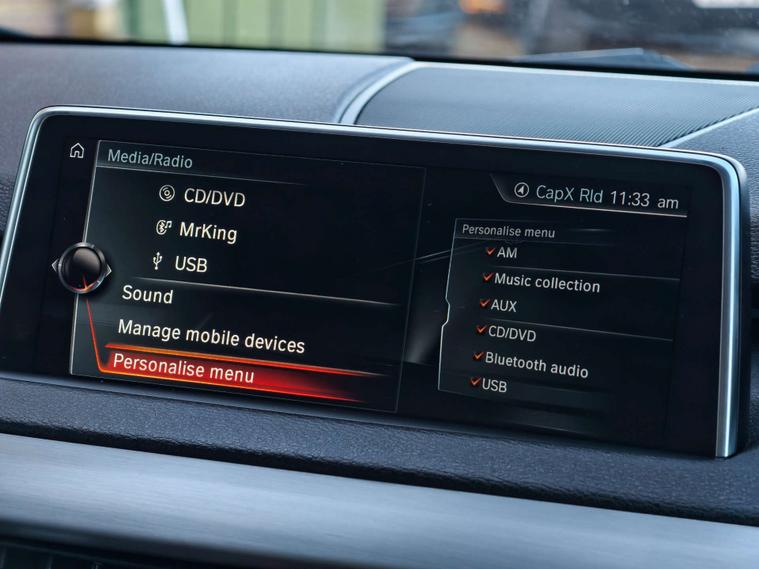 Media/Radio
CD/DVD
MrKing
USB
Sound
Manage mobile devices
Personalise menu
CapX Rld 11:33 am
Personalise menu
AM
Music collection
AUX
CD/DVD
Bluetooth audio
USB